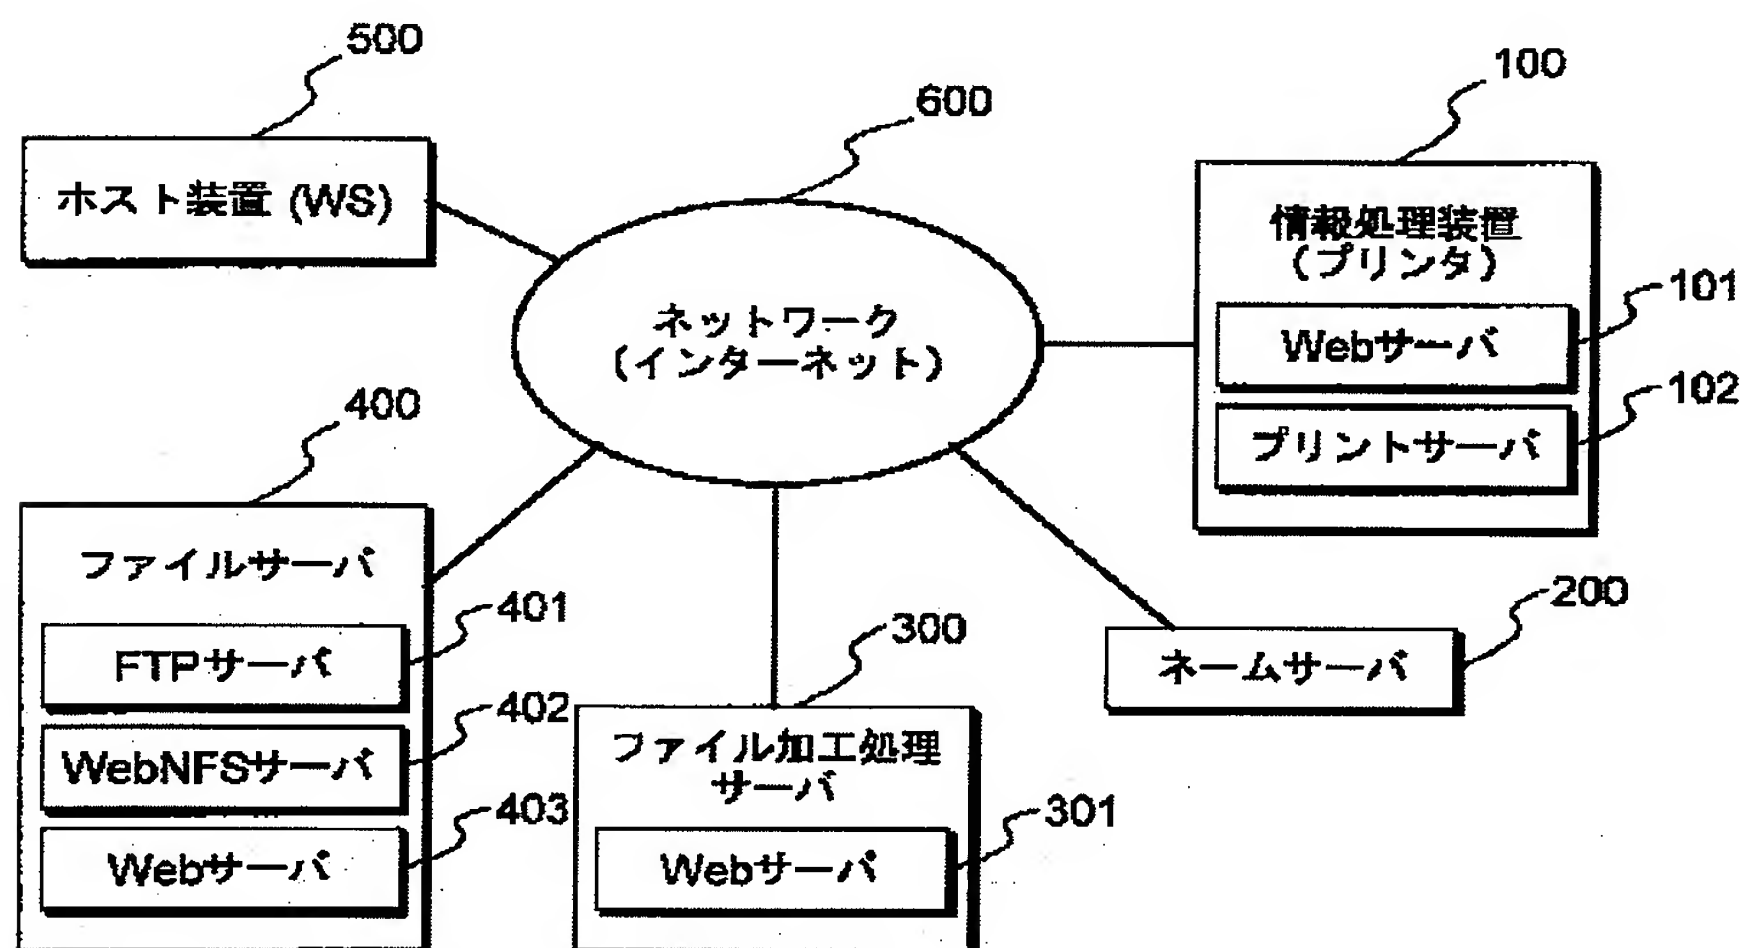 500
ホスト装置 (WS)
600
ネットワーク
(インターネット)
100
情報処理装置
(プリンタ)
101
Webサーバ
102
プリントサーバ
400
ファイルサーバ
401
FTPサーバ
402
WebNFSサーバ
403
Webサーバ
300
ファイル加工処理
サーバ
301
Webサーバ
200
ネームサーバ